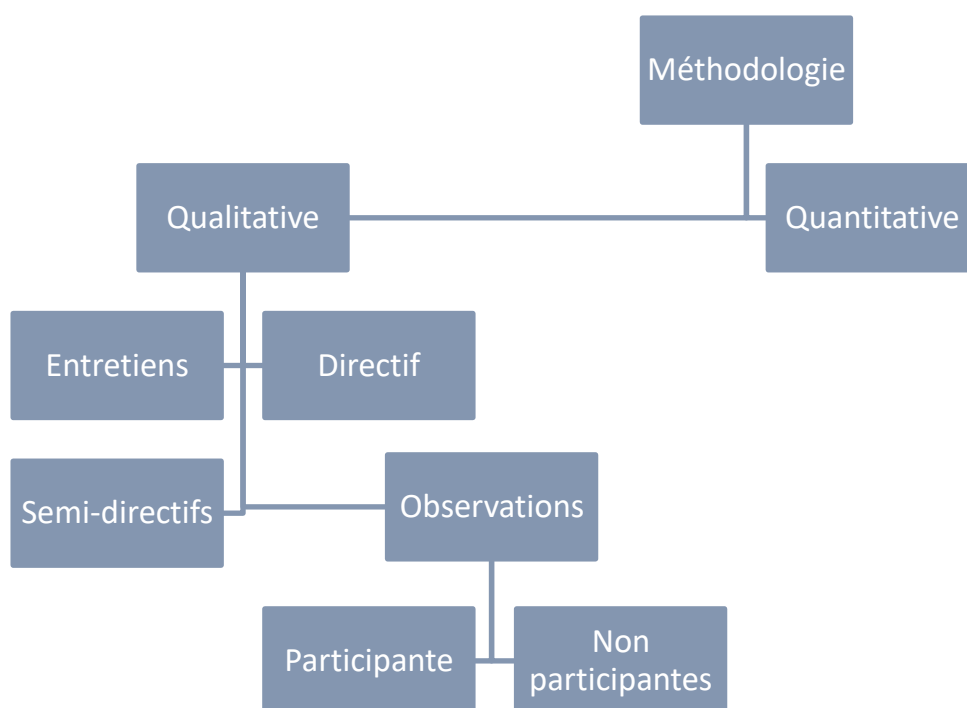 Méthodologie
Qualitative
Quantitative
Entretiens
Directif
Semi-directifs
Observations
Participante
Non
participantes